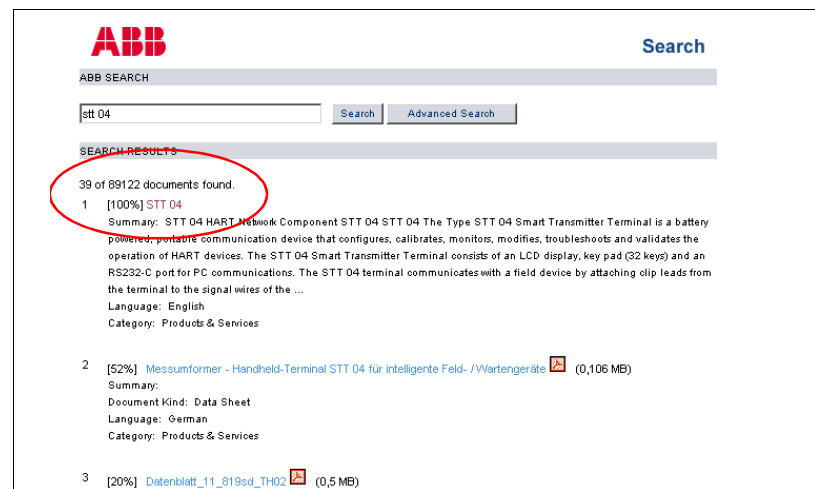 ABB
Search
ABB SEARCH
stt 04
Search
Advanced Search
SEARCH RESULTS
39 of 89122 documents found.
1 [100%] STT 04
Summary: STT 04 HART Network Component STT 04 STT 04 The Type STT 04 Smart Transmitter Terminal is a battery
powered, portable communication device that configures, calibrates, monitors, modifies, troubleshoots and validates the
operation of HART devices. The STT 04 Smart Transmitter Terminal consists of an LCD display, key pad (32 keys) and an
RS232-C port for PC communications. The STT 04 terminal communicates with a field device by attaching clip leads from
the terminal to the signal wires of the ...
Language: English
Category: Products & Services
2 [52%] Messumformer - Handheld-Terminal STT 04 für intelligente Feld- / Wartengeräte (0,106 MB)
Summary:
Document Kind: Data Sheet
Language: German
Category: Products & Services
3 [20%] Datenblatt_11_819sd_TH02 (0,5 MB)